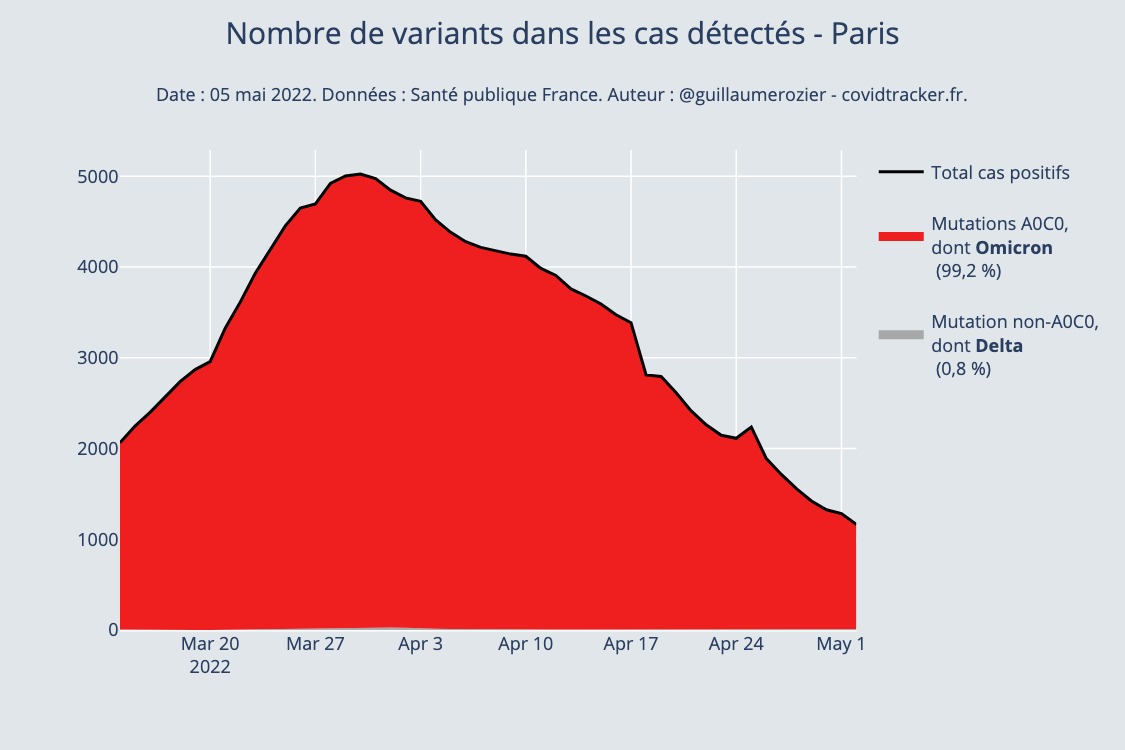 Nombre de variants dans les cas détectés - Paris
Date : 05 mai 2022. Données : Santé publique France. Auteur : @guillaumerozier - covidtracker.fr.
5000
4000
3000
2000
1000
0
Mar 20
2022
Mar 27
Apr 3
Apr 10
Apr 17
Apr 24
May 1
Total cas positifs
Mutations A0C0,
dont Omicron
(99,2 %)
Mutation non-A0C0,
dont Delta
(0,8 %)